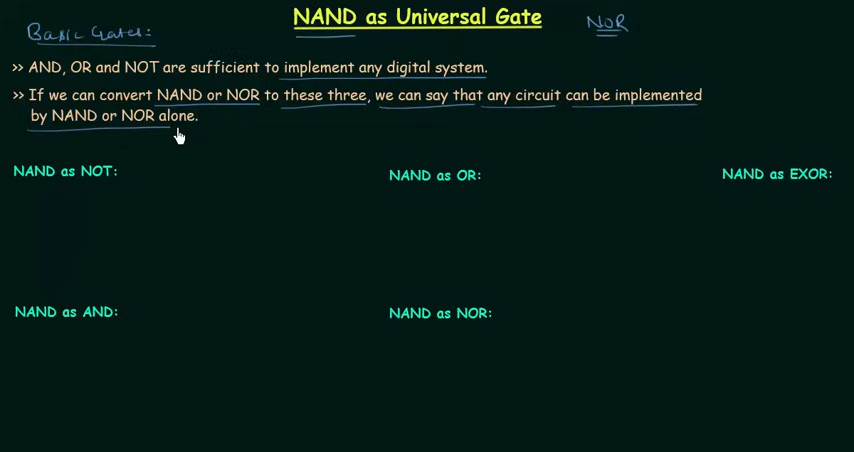 NAND as Universal Gate
NOR
Basic Gates:
>> AND, OR and NOT are sufficient to implement any digital system.
>> If we can convert NAND or NOR to these three, we can say that any circuit can be implemented
by NAND or NOR alone.
NAND as NOT:
NAND as OR:
NAND as EXOR:
NAND as AND:
NAND as NOR: